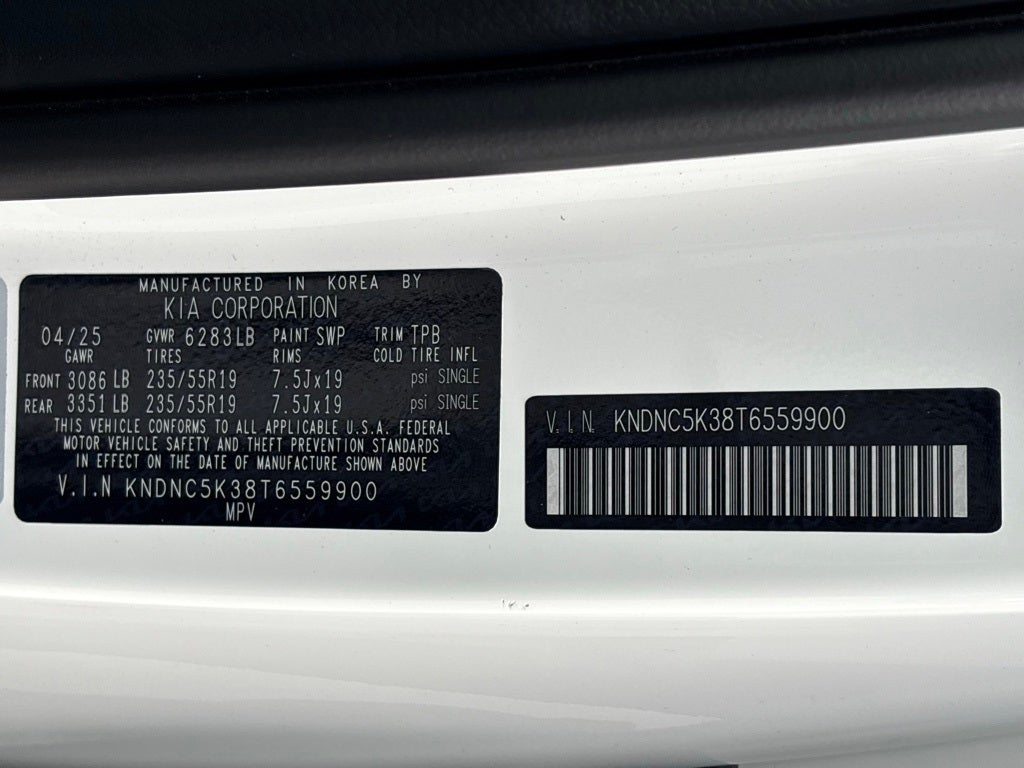 MANUFACTURED IN KOREA BY
KIA CORPORATION
04/25 GVWR 6283LB PAINT SWP TRIM TPB
GAWR TIRES RIMS COLD TIRE INFL
FRONT 3086 LB 235/55R19 7.5Jx19 psi SINGLE
REAR 3351 LB 235/55R19 7.5Jx19 psi SINGLE
THIS VEHICLE CONFORMS TO ALL APPLICABLE U.S.A. FEDERAL
MOTOR VEHICLE SAFETY AND THEFT PREVENTION STANDARDS
IN EFFECT ON THE DATE OF MANUFACTURE SHOWN ABOVE
V.I.N KNDNC5K38T6559900
MPV
V.I.N. KNDNC5K38T6559900